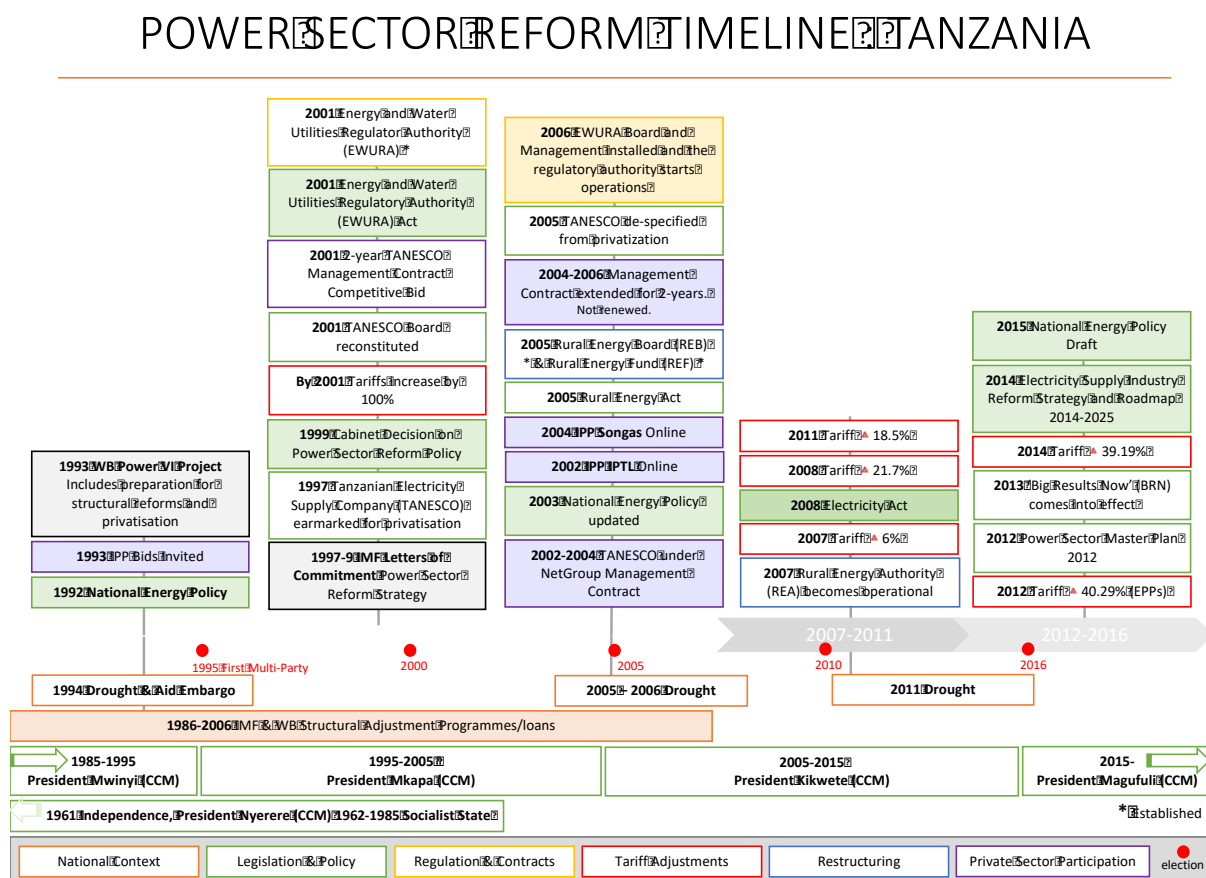 POWER SECTOR REFORM TIMELINE: TANZANIA
2001 Energy and Water
Utilities Regulator Authority
(EWURA) *
2001 Energy and Water
Utilities Regulatory Authority
(EWURA) Act
2001 2-year TANESCO
Management Contract
Competitive Bid
2001 TANESCO Board
reconstituted
By 2001 Tariffs Increase by
100%
1999 Cabinet Decision on
Power Sector Reform Policy
1997 Tanzanian Electricity
Supply Company (TANESCO)
earmarked for privatisation
1997-9 IMF Letters of
Commitment Power Sector
Reform Strategy
1993 WB Power VI Project
Includes preparation for
structural reforms and
privatisation
1993 IPP Bids Invited
1992 National Energy Policy
2006 EWURA Board and
Management installed and the
regulatory authority starts
operations
2005 TANESCO de-specified
from privatization
2004-2006 Management
Contract extended for 2-years.
Not renewed.
2005 Rural Energy Board (REB)
* & Rural Energy Fund (REF) *
2005 Rural Energy Act
2004 IPP Songas Online
2002 IPP IPTL Online
2003 National Energy Policy
updated
2002-2004 TANESCO under
NetGroup Management
Contract
2011 Tariff ▲ 18.5%
2008 Tariff ▲ 21.7%
2008 Electricity Act
2007 Tariff ▲ 6%
2007 Rural Energy Authority
(REA) becomes operational
2015 National Energy Policy
Draft
2014 Electricity Supply Industry
Reform Strategy and Roadmap
2014-2025
2014 Tariff ▲ 39.19%
2013 'Big Results Now' (BRN)
comes into effect
2012 Power Sector Master Plan
2012
2012 Tariff ▲ 40.29% (EPPs)
2007-2011
2012-2016
1995 First Multi-Party
2000
2005
2010
2016
1994 Drought & Aid Embargo
2005 – 2006 Drought
2011 Drought
1986-2006 IMF & WB Structural Adjustment Programmes/loans
1985-1995
President Mwinyi (CCM)
1995-2005
President Mkapa (CCM)
2005-2015
President Kikwete (CCM)
2015-
President Magufuli (CCM)
1961 Independence, President Nyerere (CCM) 1962-1985 Socialist State
* Established
National Context
Legislation & Policy
Regulation & Contracts
Tariff Adjustments
Restructuring
Private Sector Participation
election